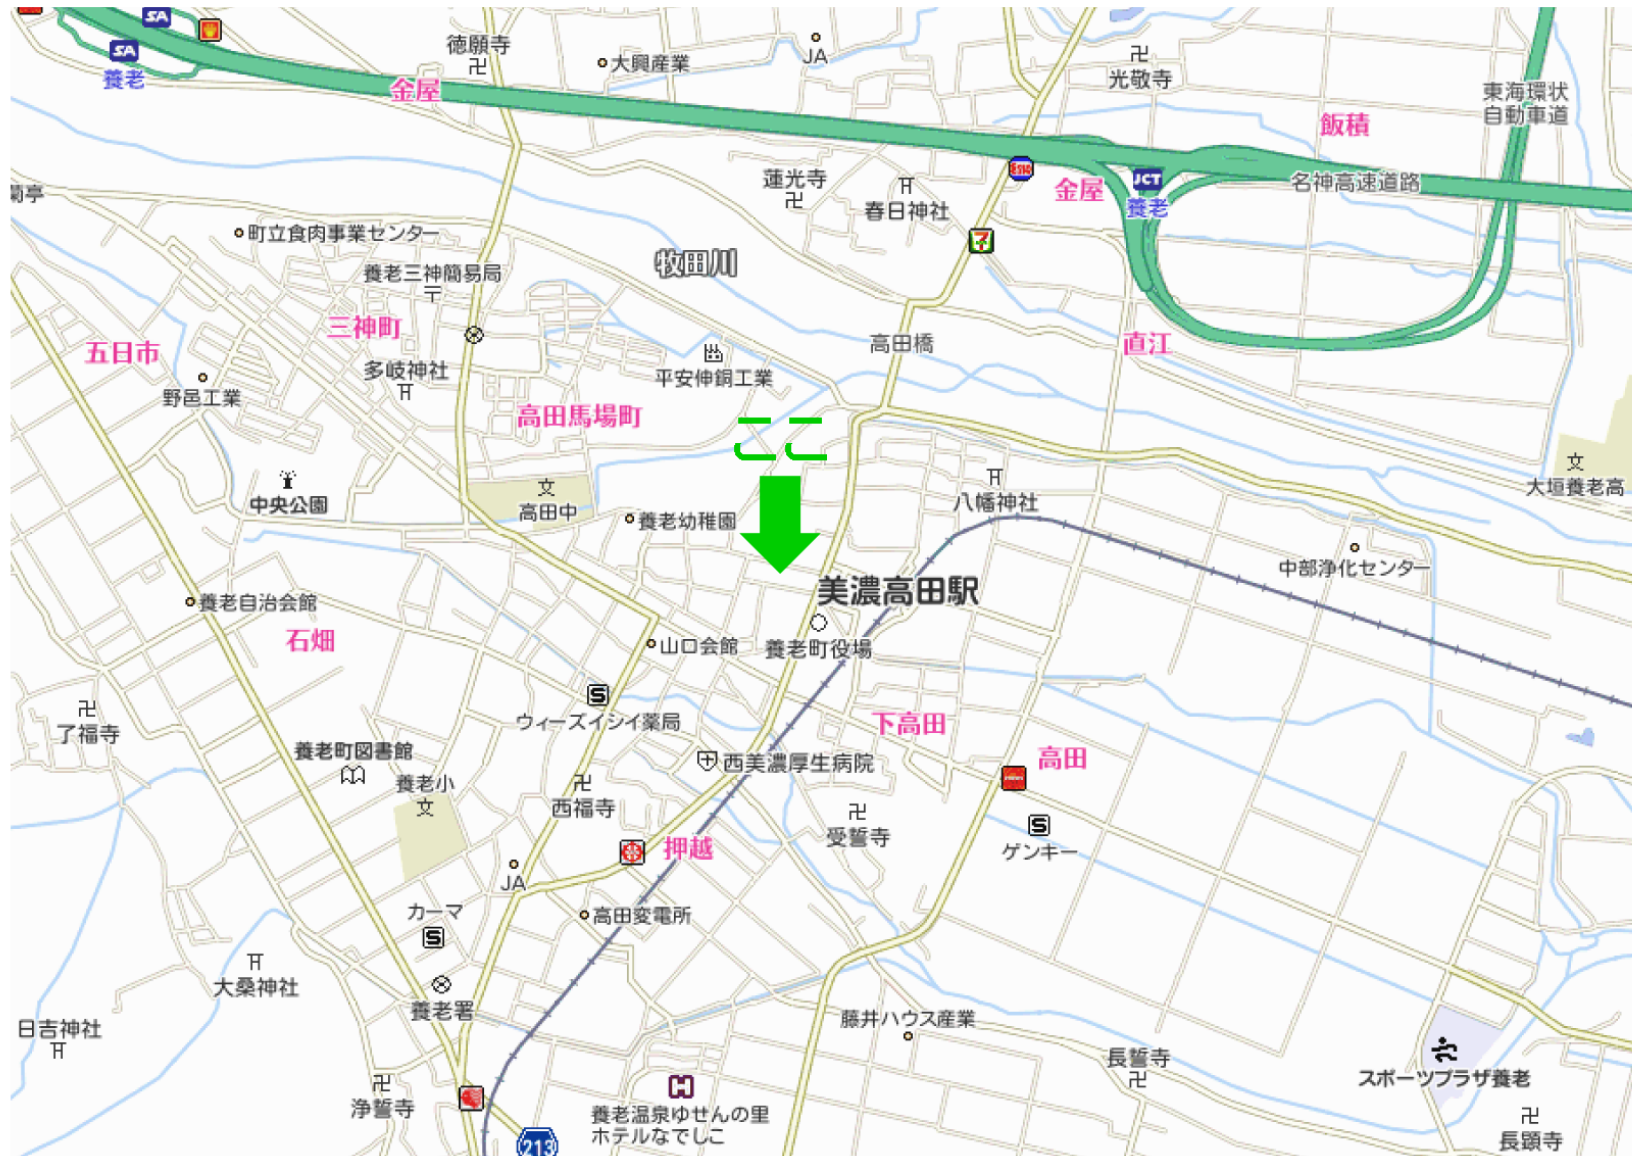 SA
SA
養老
徳願寺
大興産業
JA
光敬寺
東海環状
自動車道
金屋
飯積
Esso
JCT
金屋
養老
名神高速道路
蘭亭
蓮光寺
春日神社
7
町立食肉事業センター
牧田川
養老三神簡易局
三神町
五日市
高田橋
直江
多岐神社
平安伸銅工業
野邑工業
高田馬場町
ここ
中央公園
文
高田中
養老幼稚園
八幡神社
文
大垣養老高
中部浄化センター
美濃高田駅
養老自治会館
石畑
山口会館
養老町役場
S
ウィーズイシイ薬局
了福寺
下高田
高田
養老町図書館
養老小
文
西美濃厚生病院
西福寺
受誓寺
S
ゲンキー
押越
JA
カーマ
S
高田変電所
大桑神社
養老署
日吉神社
藤井ハウス産業
長誓寺
スポーツプラザ養老
浄誓寺
H
養老温泉ゆせんの里
ホテルなでしこ
213
長顕寺